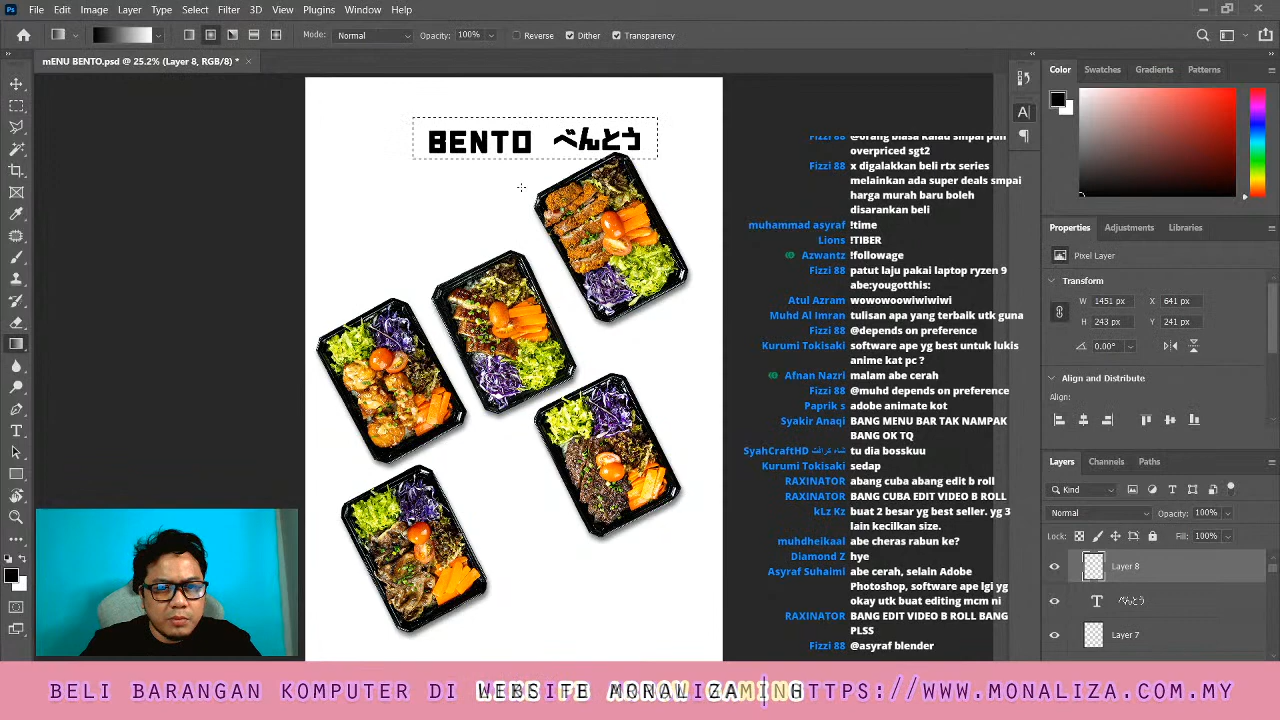 Ps File Edit Image Layer Type Select Filter 3D View Plugins Window Help
Mode: Normal Opacity: 100% Reverse Dither Transparency
mENU BENTO.psd @ 25.2% (Layer 8, RGB/8) *
BENTO べんとう
@orang biasa kalau smpai puh
overpriced sgt2
Fizzi 88 x digalakkan beli rtx series
melainkan ada super deals smpai
harga murah baru boleh
disarankan beli
muhammad asyraf !time
Lions !TIBER
Azwantz !followage
Fizzi 88 patut laju pakai laptop ryzen 9
abe:yougotthis:
Atul Azram wowowoowiwiwiwi
Muhd Al Imran tulisan apa yang terbaik utk guna
Fizzi 88 @depends on preference
Kurumi Tokisaki software ape yg best untuk lukis
anime kat pc ?
Afnan Nazri malam abe cerah
Fizzi 88 @muhd depends on preference
Paprik s adobe animate kot
Syakir Anaqi BANG MENU BAR TAK NAMPAK
BANG OK TQ
SyahCraftHD tu dia bosskuu
Kurumi Tokisaki sedap
RAXINATOR abang cuba abang edit b roll
RAXINATOR BANG CUBA EDIT VIDEO B ROLL
kLz Kz buat 2 besar yg best seller. yg 3
lain kecilkan size.
muhdheikaal abe cheras rabun ke?
Diamond Z hye
Asyraf Suhaimi abe cerah, selain Adobe
Photoshop, software ape lgi yg
okay utk buat editing mcm ni
RAXINATOR BANG EDIT VIDEO B ROLL BANG
PLSS
Fizzi 88 @asyraf blender
Color Swatches Gradients Patterns
Properties Adjustments Libraries
Pixel Layer
Transform
W 1451 px X 641 px
H 243 px Y 241 px
0.00°
Align and Distribute
Align:
Layers Channels Paths
Kind
Normal Opacity: 100%
Lock: Fill: 100%
Layer 8
べんとう
Layer 7
BELI BARANGAN KOMPUTER DI WEBSITE HTTPS://WWW.MONALIZA.COM.MY